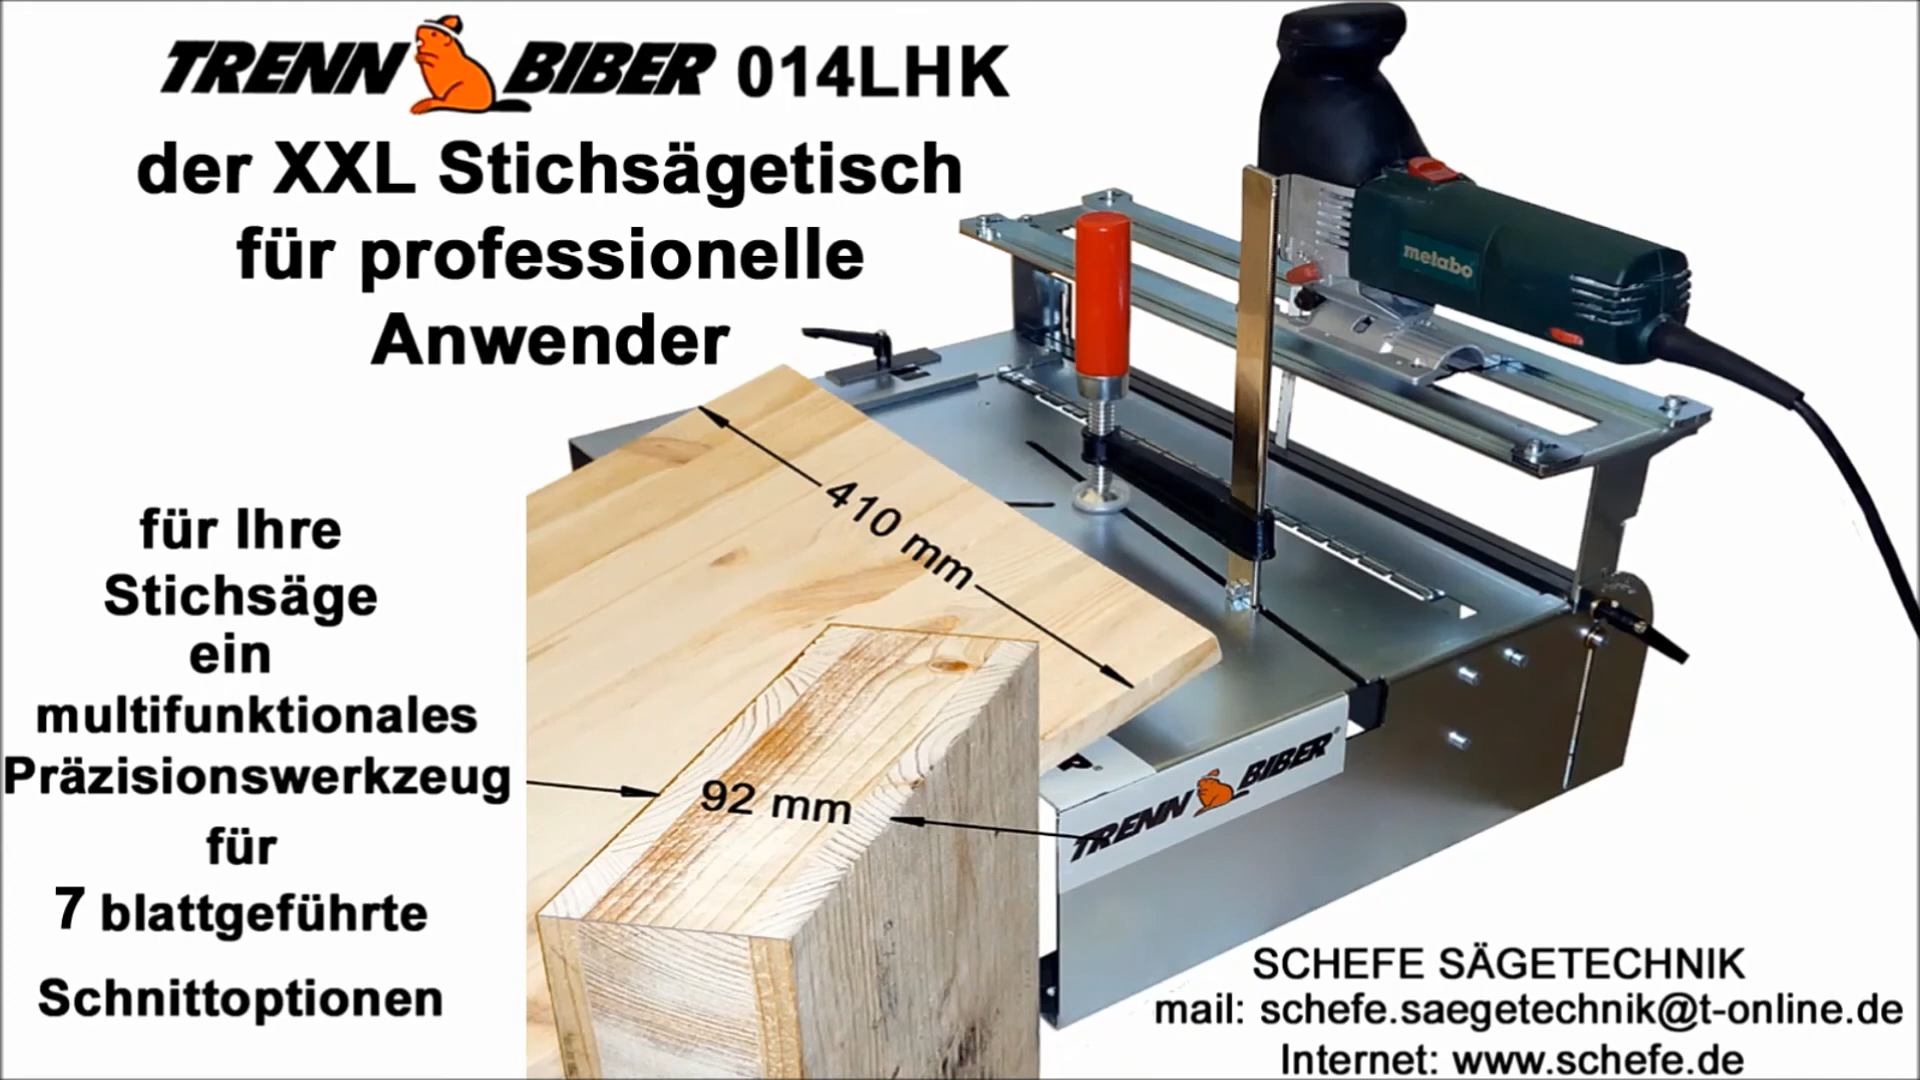 TRENN BIBER 014LHK
der XXL Stichsägetisch
für professionelle
Anwender
metabo
410 mm
für Ihre
Stichsäge
ein
multifunktionales
Präzisionswerkzeug
für
7 blattgeführte
Schnittoptionen
92 mm
TRENN BIBER®
SCHEFE SÄGETECHNIK
mail: schefe.saegetechnik@t-online.de
Internet: www.schefe.de